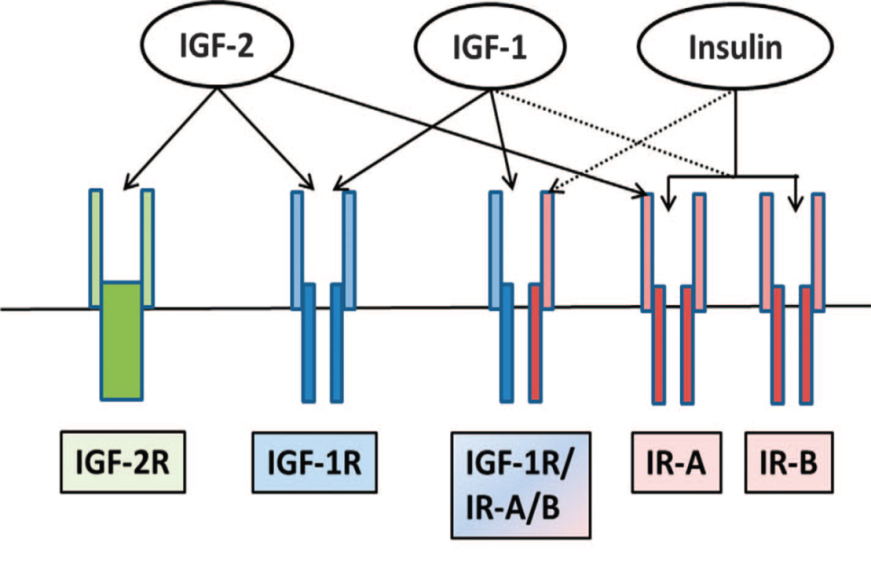 IGF-2
IGF-1
Insulin
IGF-2R
IGF-1R
IGF-1R/
IR-A/B
IR-A
IR-B